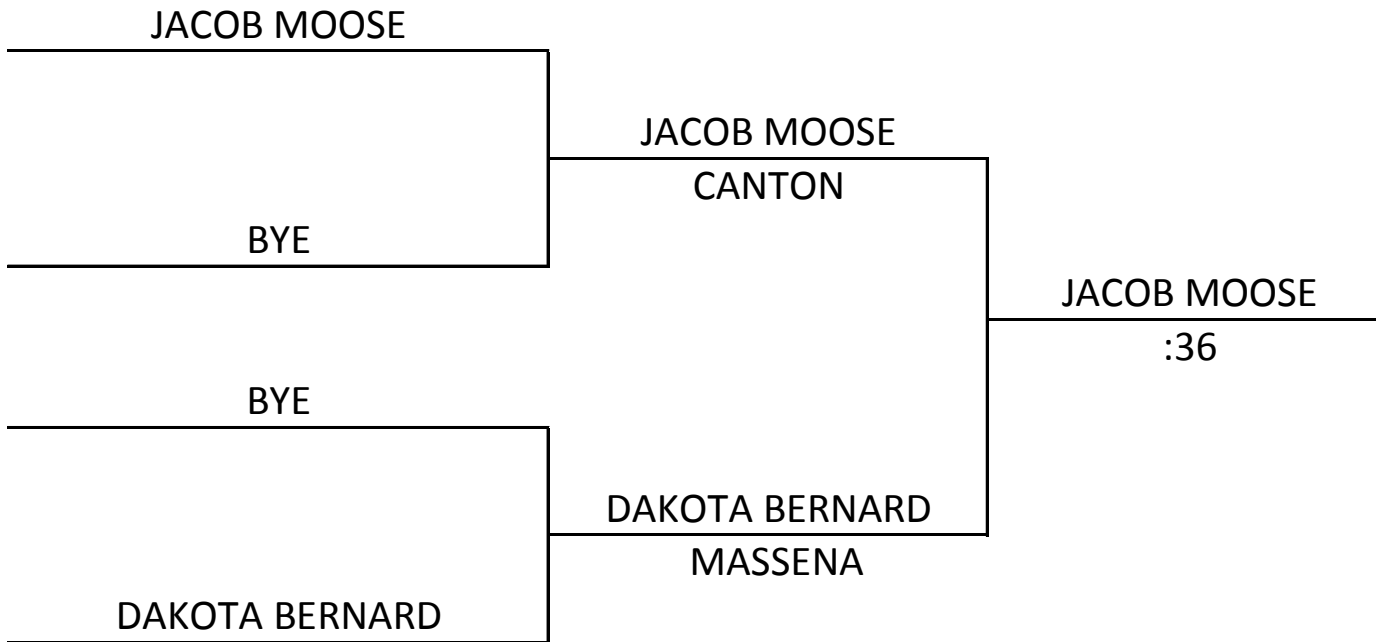 JACOB MOOSE
JACOB MOOSE
CANTON
BYE
JACOB MOOSE
:36
BYE
DAKOTA BERNARD
MASSENA
DAKOTA BERNARD